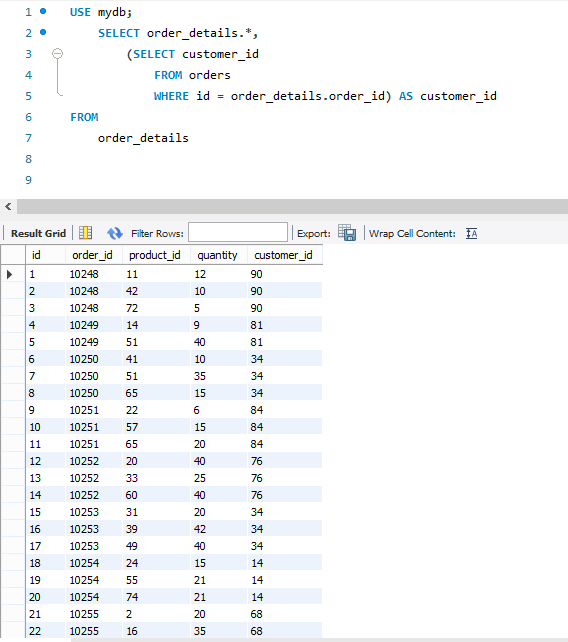 1 USE mydb;
2 SELECT order_details.*,
3 (SELECT customer_id
4 FROM orders
5 WHERE id = order_details.order_id) AS customer_id
6 FROM
7 order_details
8
9
Result Grid Filter Rows: Export: Wrap Cell Content:
id order_id product_id quantity customer_id
1 10248 11 12 90
2 10248 42 10 90
3 10248 72 5 90
4 10249 14 9 81
5 10249 51 40 81
6 10250 41 10 34
7 10250 51 35 34
8 10250 65 15 34
9 10251 22 6 84
10 10251 57 15 84
11 10251 65 20 84
12 10252 20 40 76
13 10252 33 25 76
14 10252 60 40 76
15 10253 31 20 34
16 10253 39 42 34
17 10253 49 40 34
18 10254 24 15 14
19 10254 55 21 14
20 10254 74 21 14
21 10255 2 20 68
22 10255 16 35 68